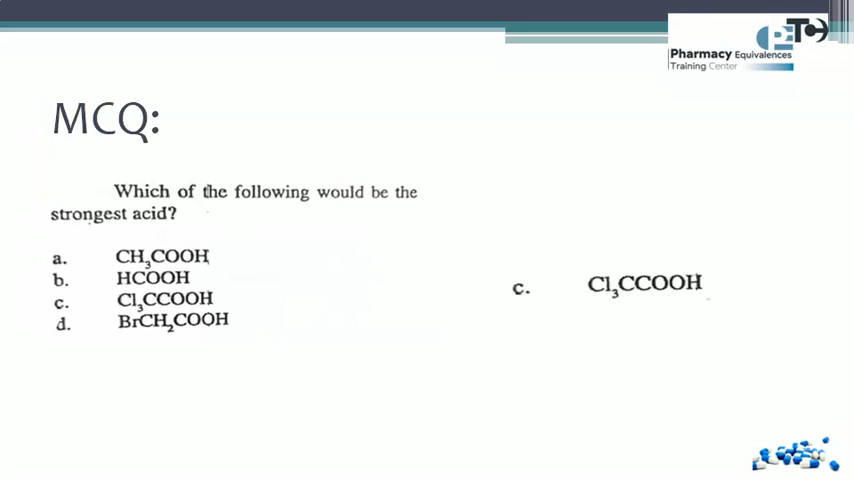 PETC
Pharmacy Equivalences
Training Center
MCQ:
Which of the following would be the
strongest acid?
a. CH₃COOH
b. HCOOH
c. Cl₃CCOOH
d. BrCH₂COOH
c. Cl₃CCOOH